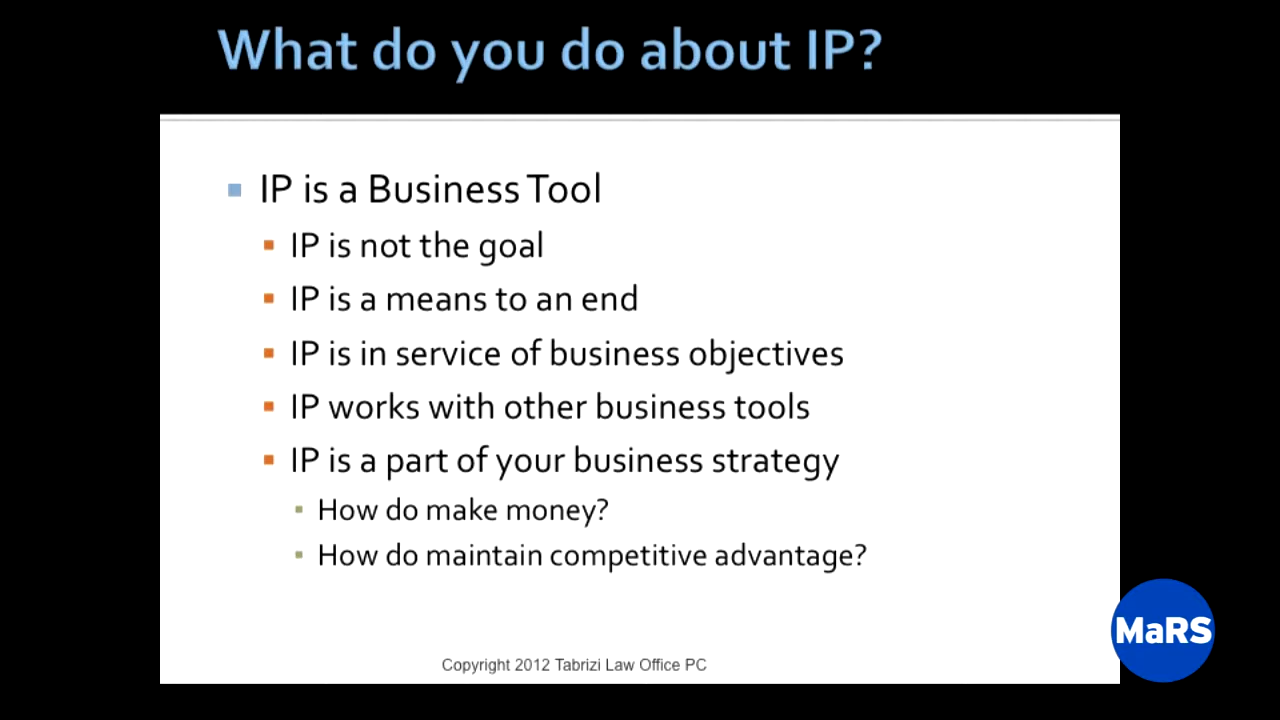 What do you do about IP?
IP is a Business Tool
IP is not the goal
IP is a means to an end
IP is in service of business objectives
IP works with other business tools
IP is a part of your business strategy
How do make money?
How do maintain competitive advantage?
MaRS
Copyright 2012 Tabrizi Law Office PC